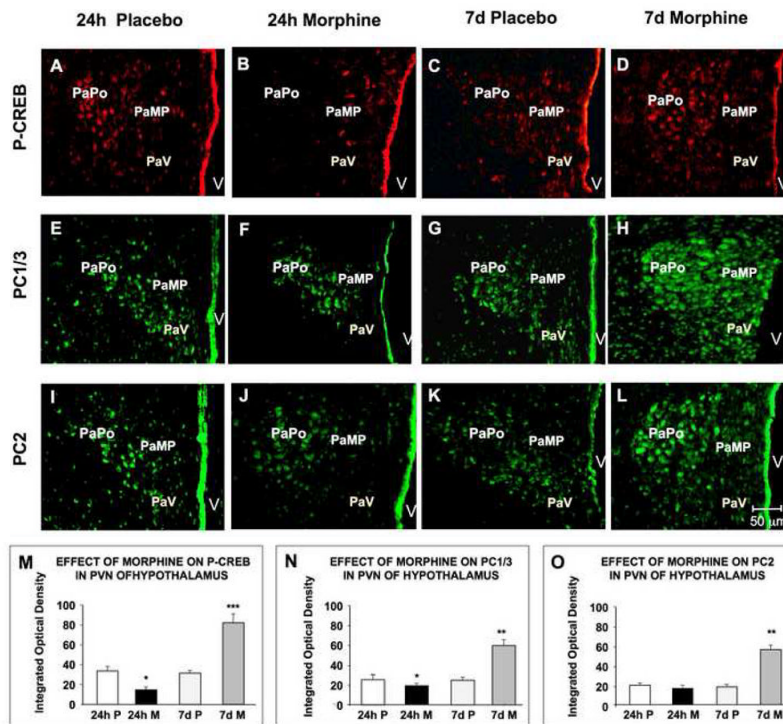 24h Placebo 24h Morphine 7d Placebo 7d Morphine
P-CREB
A PaPo PaMP PaV V
B PaPo PaMP PaV V
C PaPo PaMP PaV V
D PaPo PaMP PaV V
PC1/3
E PaPo PaMP PaV V
F PaPo PaMP PaV V
G PaPo PaMP PaV V
H PaPo PaMP PaV V
PC2
I PaPo PaMP PaV V
J PaPo PaMP PaV V
K PaPo PaMP PaV V
L PaPo PaMP PaV V
50 µm
M EFFECT OF MORPHINE ON P-CREB
IN PVN OFHYPOTHALAMUS
Integrated Optical Density
100
80
60
40
20
0
* ***
24h P 24h M 7d P 7d M
N EFFECT OF MORPHINE ON PC1/3
IN PVN OF HYPOTHALAMUS
Integrated Optical Density
100
80
60
40
20
0
* **
24h P 24h M 7d P 7d M
O EFFECT OF MORPHINE ON PC2
IN PVN OF HYPOTHALAMUS
Integrated Optical Density
100
80
60
40
20
0
**
24h P 24h M 7d P 7d M